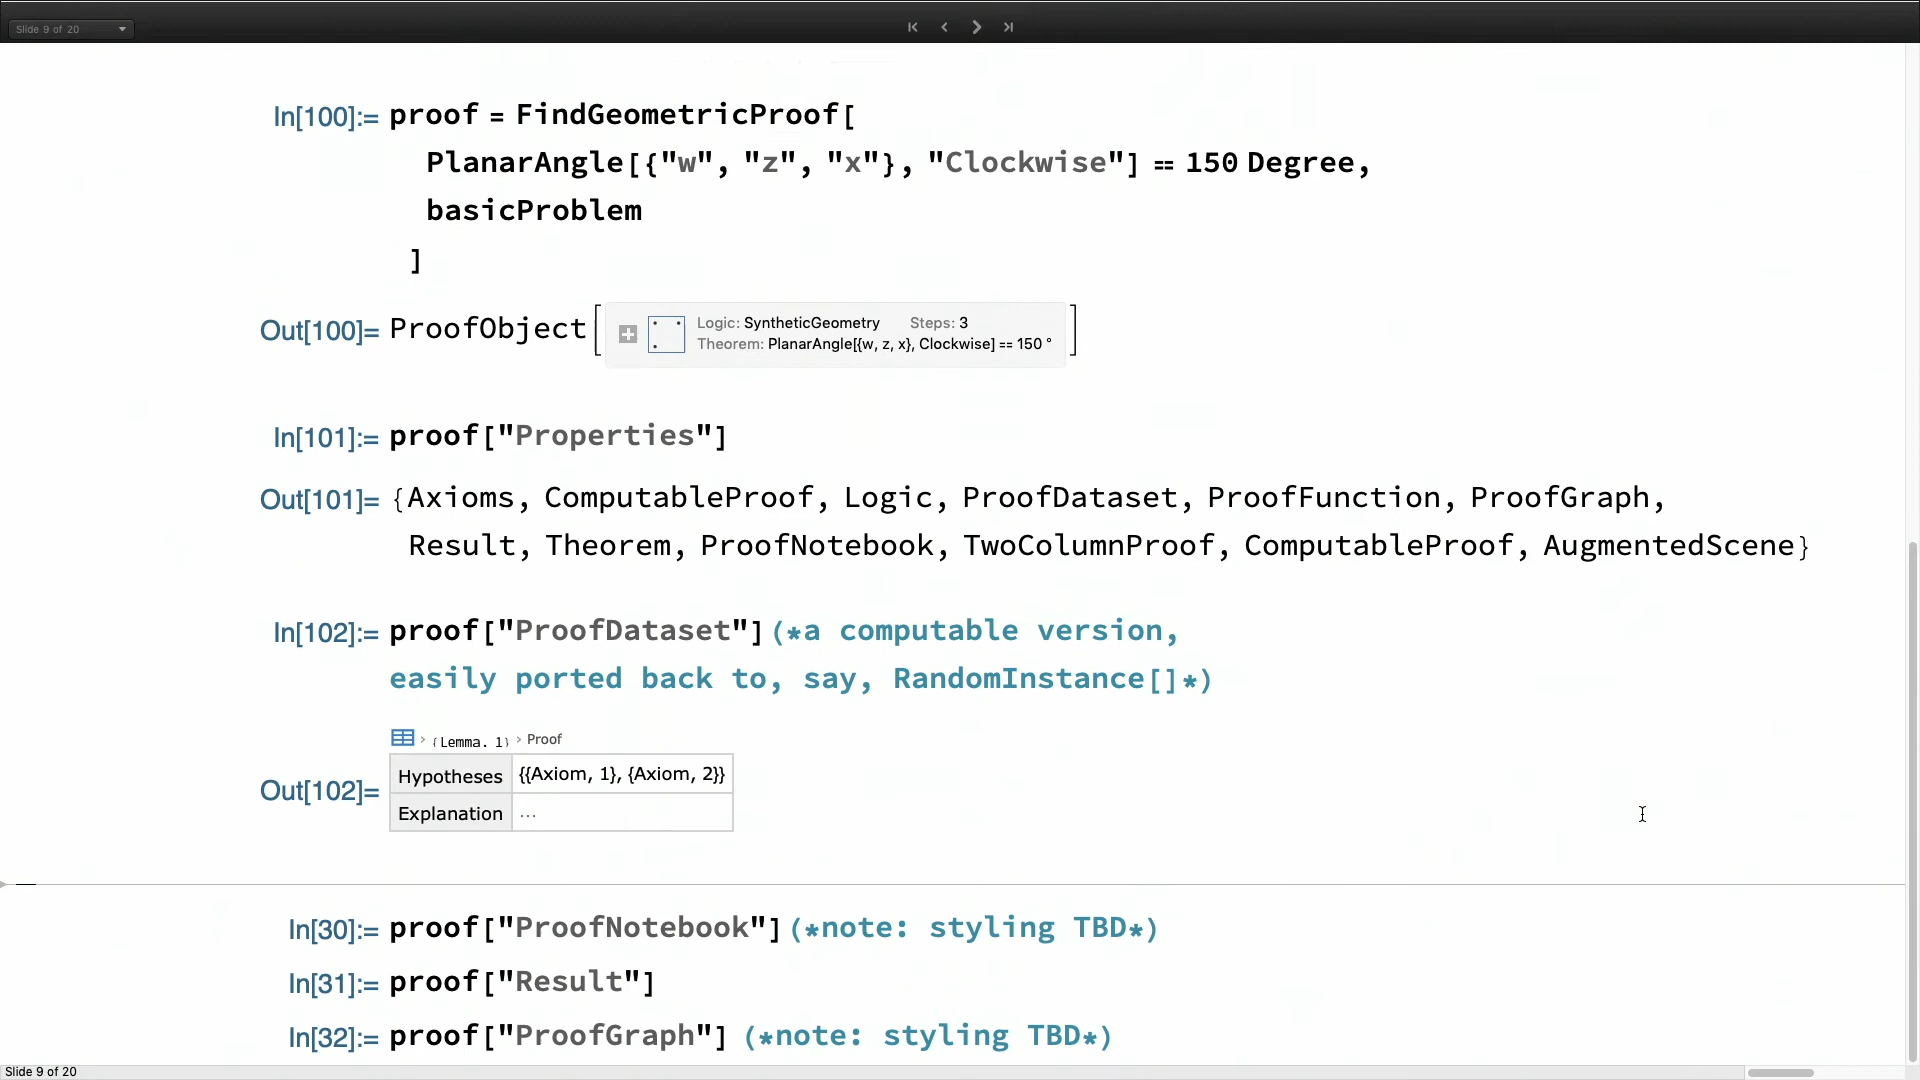 Slide 9 of 20
In[100]:= proof = FindGeometricProof[
PlanarAngle[{"w", "z", "x"}, "Clockwise"] == 150 Degree,
basicProblem
]
Out[100]= ProofObject[ Logic: SyntheticGeometry Steps: 3
Theorem: PlanarAngle[{w, z, x}, Clockwise] == 150 ° ]
In[101]:= proof["Properties"]
Out[101]= {Axioms, ComputableProof, Logic, ProofDataset, ProofFunction, ProofGraph,
Result, Theorem, ProofNotebook, TwoColumnProof, ComputableProof, AugmentedScene}
In[102]:= proof["ProofDataset"](*a computable version,
easily ported back to, say, RandomInstance[]*)
› {Lemma, 1} › Proof
Out[102]= Hypotheses {{Axiom, 1}, {Axiom, 2}}
Explanation ...
In[30]:= proof["ProofNotebook"](*note: styling TBD*)
In[31]:= proof["Result"]
In[32]:= proof["ProofGraph"] (*note: styling TBD*)
Slide 9 of 20